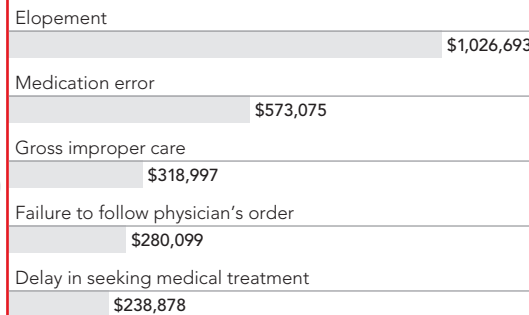 Elopement
$1,026,693
Medication error
$573,075
Gross improper care
$318,997
Failure to follow physician’s order
$280,099
Delay in seeking medical treatment
$238,878